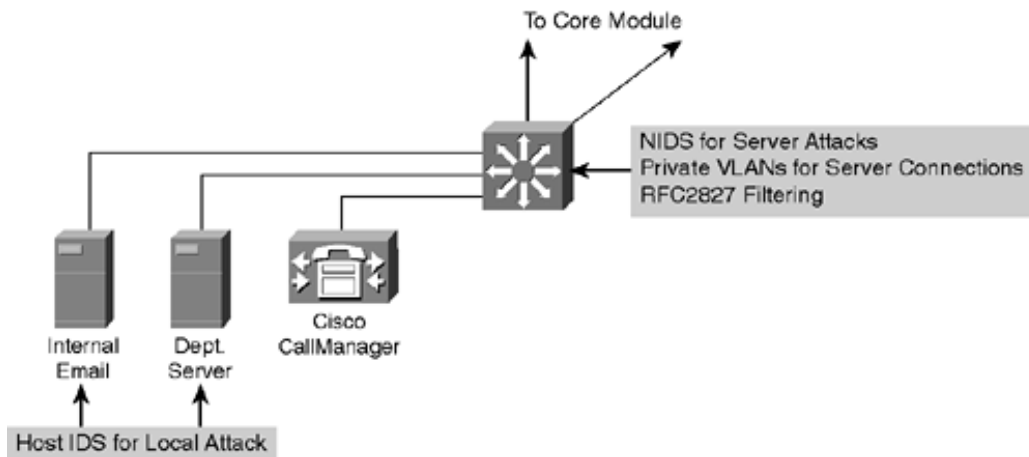 To Core Module
NIDS for Server Attacks
Private VLANs for Server Connections
RFC2827 Filtering
Internal
Email
Dept.
Server
Cisco
CallManager
Host IDS for Local Attack